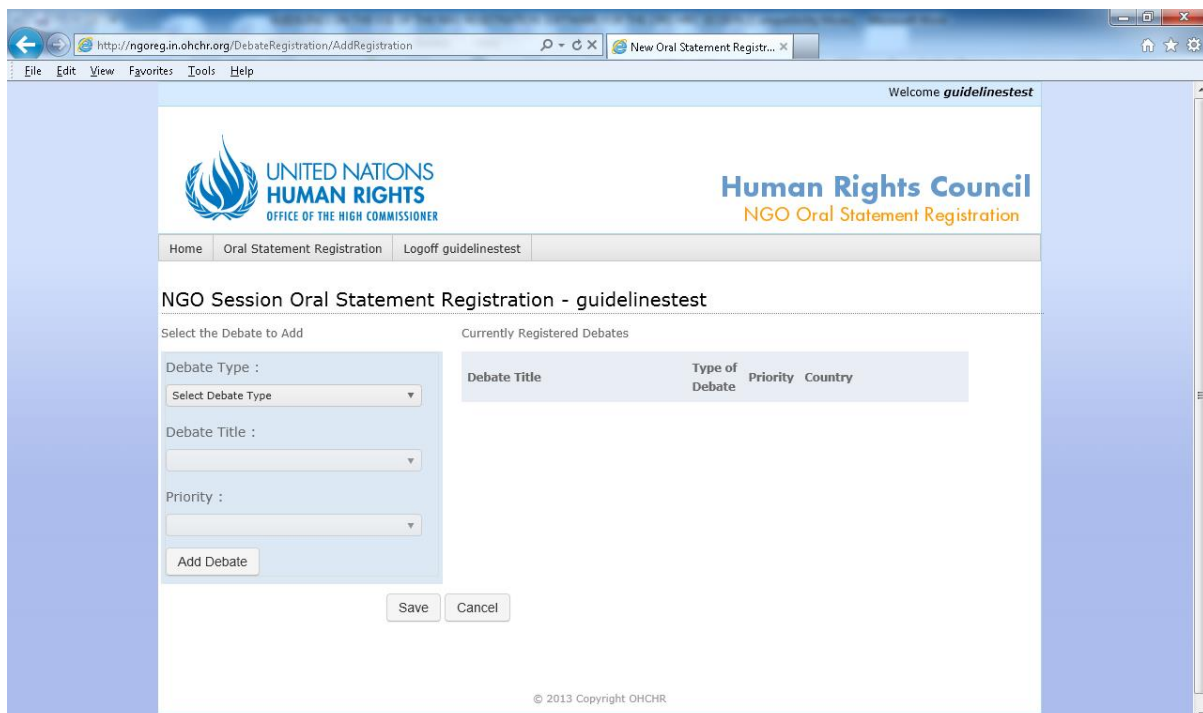 http://ngoreg.in.ohchr.org/DebateRegistration/AddRegistration
New Oral Statement Registr...
File Edit View Favorites Tools Help
Welcome guidelinestest
UNITED NATIONS
HUMAN RIGHTS
OFFICE OF THE HIGH COMMISSIONER
Human Rights Council
NGO Oral Statement Registration
Home Oral Statement Registration Logoff guidelinestest
NGO Session Oral Statement Registration - guidelinestest
Select the Debate to Add
Currently Registered Debates
Debate Type :
Select Debate Type
Debate Title :
Priority :
Add Debate
Debate Title
Type of
Debate
Priority
Country
Save Cancel
© 2013 Copyright OHCHR